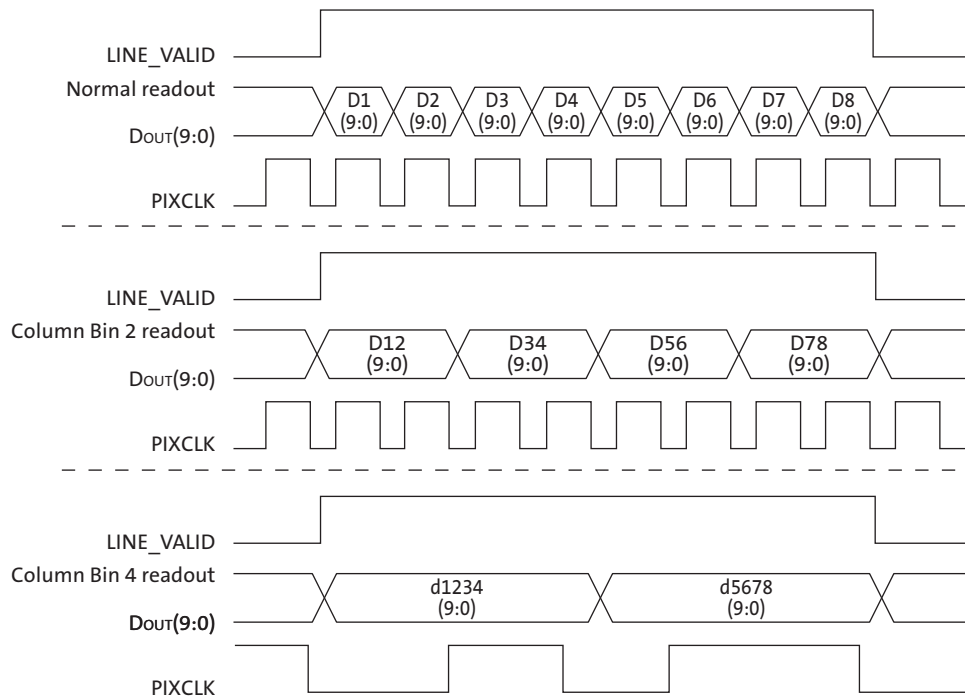 LINE_VALID
Normal readout
D1 D2 D3 D4 D5 D6 D7 D8
(9:0) (9:0) (9:0) (9:0) (9:0) (9:0) (9:0) (9:0)
DOUT(9:0)
PIXCLK
LINE_VALID
Column Bin 2 readout
D12 D34 D56 D78
(9:0) (9:0) (9:0) (9:0)
DOUT(9:0)
PIXCLK
LINE_VALID
Column Bin 4 readout
d1234 d5678
(9:0) (9:0)
DOUT(9:0)
PIXCLK